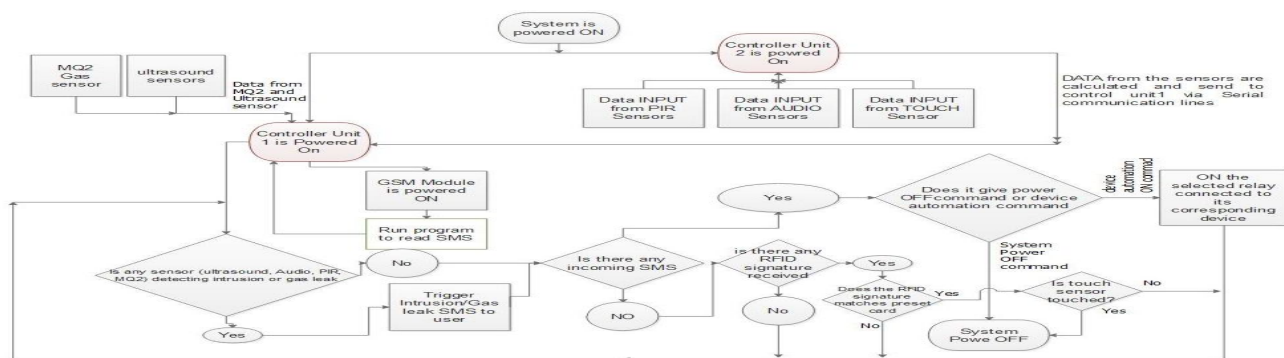 System is
powered ON
Controller Unit
2 is powred
On
MQ2
Gas
sensor
ultrasound
sensors
Data from
MQ2 and
Ultrasound
sensor
Data INPUT
from PIR
Sensors
Data INPUT
from AUDIO
Sensors
Data INPUT
from TOUCH
Sensor
DATA from the sensors are
calculated and send to
control unit1 via Serial
communication lines
Controller Unit
1 is Powered
On
GSM Module
is powered
ON
Run program
to read SMS
Yes
Does it give power
OFFcommand or device
automation command
device
automation
ON commad
ON the
selected relay
connected to
its
corresponding
device
Is any sensor (ultrasound, Audio, PIR,
MQ2) detecting intrusion or gas
leak
No
Is there any
incoming SMS
is there any
RFID
signature
received
Yes
System
Power
OFF
command
Trigger
Intrusion/Gas
leak SMS to
user
Yes
NO
No
Does the RFID
signature
matches preset
card
Yes
No
Is touch
sensor
touched?
No
Yes
System
Powe OFF